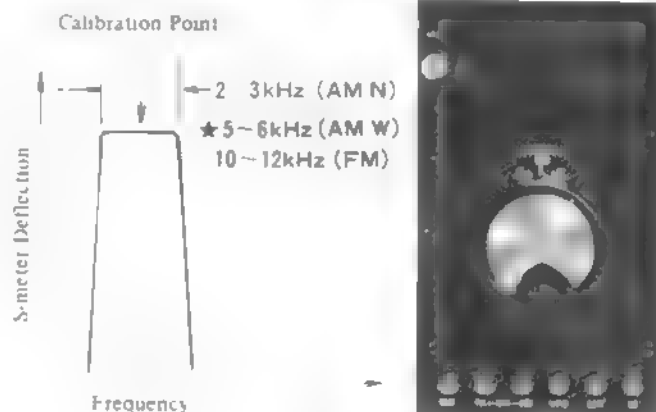 Calibration Point
2 3kHz (AM N)
★5~6kHz (AM W)
10~12kHz (FM)
S-meter Deflection
Frequency